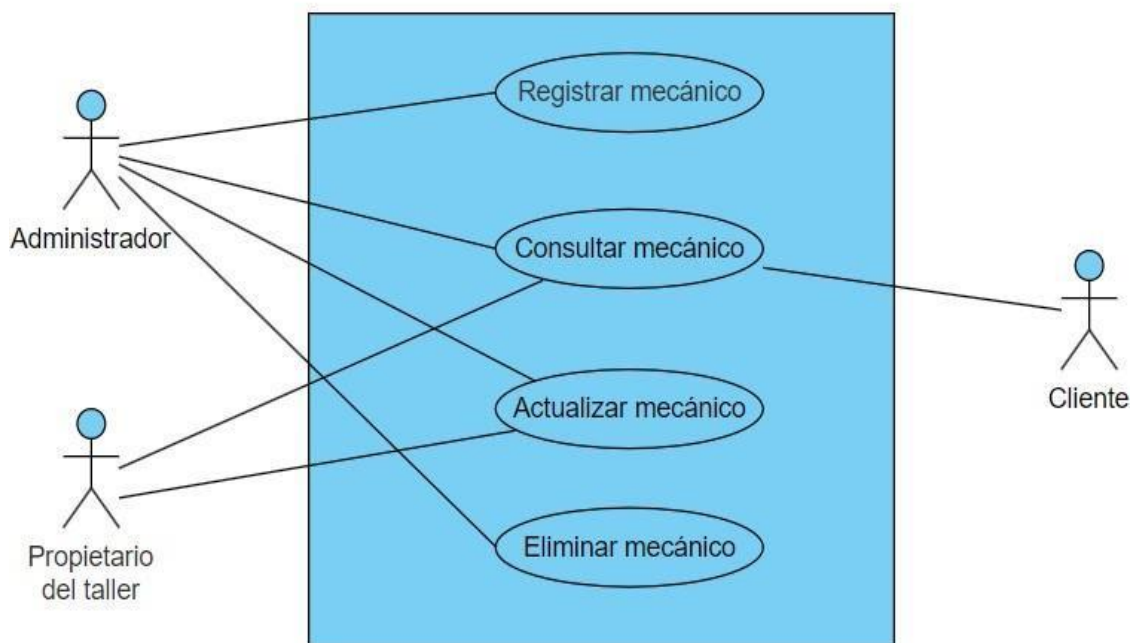 Registrar mecánico
Administrador
Consultar mecánico
Cliente
Actualizar mecánico
Propietario
del taller
Eliminar mecánico